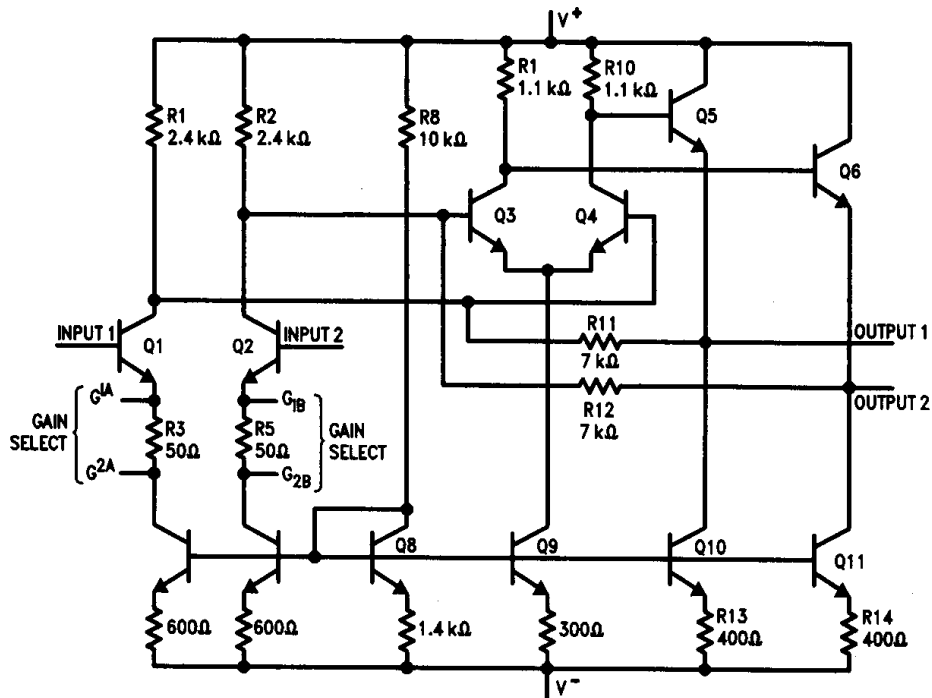 V+
R1
2.4 kΩ
R2
2.4 kΩ
R8
10 kΩ
R1
1.1 kΩ
R10
1.1 kΩ
Q5
Q6
Q3
Q4
INPUT 1
Q1
Q2
INPUT 2
R11
7 kΩ
OUTPUT 1
R12
7 kΩ
OUTPUT 2
GAIN
SELECT
G1A
R3
50Ω
G2A
G1B
R5
50Ω
G2B
GAIN
SELECT
Q8
Q9
Q10
Q11
600Ω
600Ω
1.4 kΩ
300Ω
R13
400Ω
R14
400Ω
V-